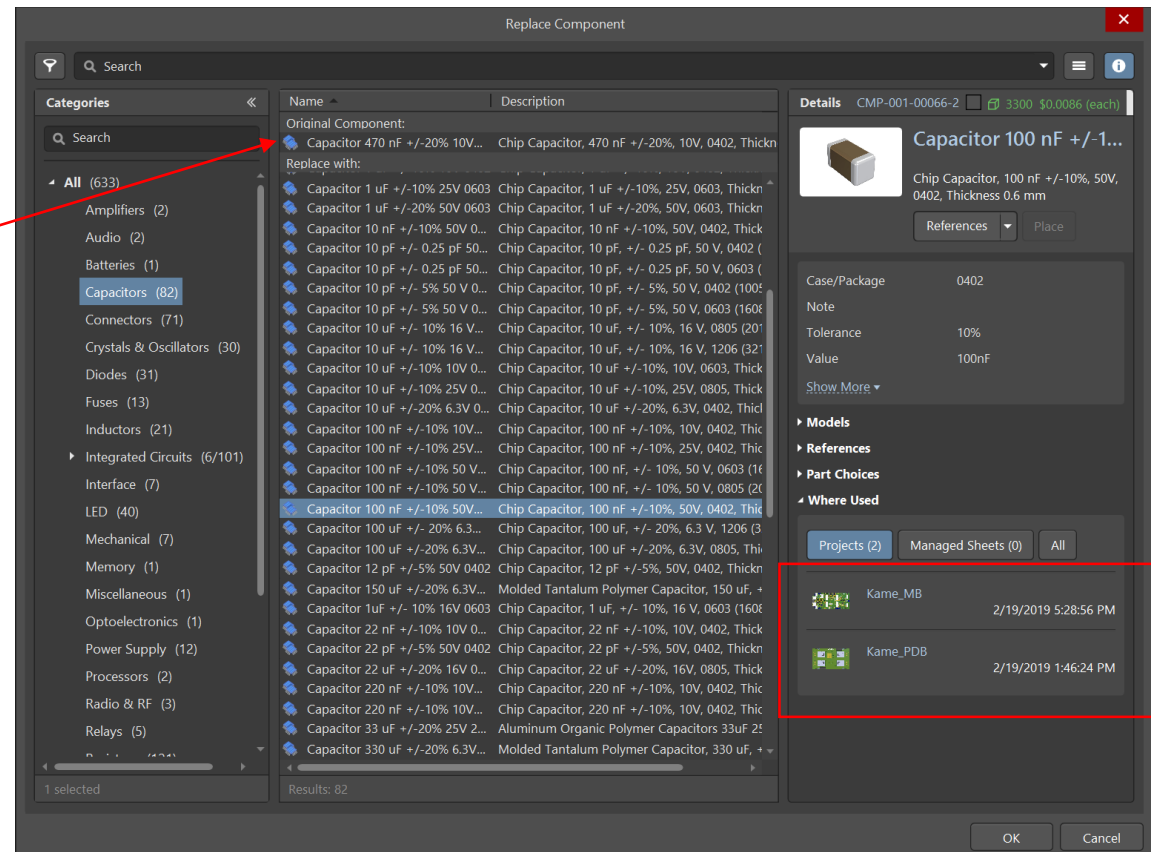 Replace Component
Search
Categories
Search
All (633)
Amplifiers (2)
Audio (2)
Batteries (1)
Capacitors (82)
Connectors (71)
Crystals & Oscillators (30)
Diodes (31)
Fuses (13)
Inductors (21)
Integrated Circuits (6/101)
Interface (7)
LED (40)
Mechanical (7)
Memory (1)
Miscellaneous (1)
Optoelectronics (1)
Power Supply (12)
Processors (2)
Radio & RF (3)
Relays (5)
1 selected
Name Description
Original Component:
Capacitor 470 nF +/-20% 10V... Chip Capacitor, 470 nF +/-20%, 10V, 0402, Thickn
Replace with:
Capacitor 1 uF +/-10% 25V 0603 Chip Capacitor, 1 uF +/-10%, 25V, 0603, Thickn
Capacitor 1 uF +/-20% 50V 0603 Chip Capacitor, 1 uF +/-20%, 50V, 0603, Thickn
Capacitor 10 nF +/-10% 50V 0... Chip Capacitor, 10 nF +/-10%, 50V, 0402, Thick
Capacitor 10 pF +/- 0.25 pF 50... Chip Capacitor, 10 pF, +/- 0.25 pF, 50 V, 0402 (
Capacitor 10 pF +/- 0.25 pF 50... Chip Capacitor, 10 pF, +/- 0.25 pF, 50 V, 0603 (
Capacitor 10 pF +/- 5% 50 V 0... Chip Capacitor, 10 pF, +/- 5%, 50 V, 0402 (1005
Capacitor 10 pF +/- 5% 50 V 0... Chip Capacitor, 10 pF, +/- 5%, 50 V, 0603 (1608
Capacitor 10 uF +/- 10% 16 V... Chip Capacitor, 10 uF, +/- 10%, 16 V, 0805 (201
Capacitor 10 uF +/- 10% 16 V... Chip Capacitor, 10 uF, +/- 10%, 16 V, 1206 (321
Capacitor 10 uF +/-10% 10V 0... Chip Capacitor, 10 uF +/-10%, 10V, 0603, Thick
Capacitor 10 uF +/-10% 25V 0... Chip Capacitor, 10 uF +/-10%, 25V, 0805, Thick
Capacitor 10 uF +/-20% 6.3V 0... Chip Capacitor, 10 uF +/-20%, 6.3V, 0402, Thicl
Capacitor 100 nF +/-10% 10V... Chip Capacitor, 100 nF +/-10%, 10V, 0402, Thic
Capacitor 100 nF +/-10% 25V... Chip Capacitor, 100 nF +/-10%, 25V, 0402, Thic
Capacitor 100 nF +/-10% 50 V... Chip Capacitor, 100 nF, +/- 10%, 50 V, 0603 (16
Capacitor 100 nF +/-10% 50 V... Chip Capacitor, 100 nF, +/- 10%, 50 V, 0805 (20
Capacitor 100 nF +/-10% 50V... Chip Capacitor, 100 nF +/-10%, 50V, 0402, Thic
Capacitor 100 uF +/- 20% 6.3... Chip Capacitor, 100 uF, +/- 20%, 6.3 V, 1206 (3
Capacitor 100 uF +/-20% 6.3V... Chip Capacitor, 100 uF +/-20%, 6.3V, 0805, Thi
Capacitor 12 pF +/-5% 50V 0402 Chip Capacitor, 12 pF +/-5%, 50V, 0402, Thickn
Capacitor 150 uF +/-20% 6.3V... Molded Tantalum Polymer Capacitor, 150 uF, +
Capacitor 1uF +/- 10% 16V 0603 Chip Capacitor, 1 uF, +/- 10%, 16 V, 0603 (1608
Capacitor 22 nF +/-10% 10V 0... Chip Capacitor, 22 nF +/-10%, 10V, 0402, Thick
Capacitor 22 pF +/-5% 50V 0402 Chip Capacitor, 22 pF +/-5%, 50V, 0402, Thickn
Capacitor 22 uF +/-20% 16V 0... Chip Capacitor, 22 uF +/-20%, 16V, 0805, Thick
Capacitor 220 nF +/-10% 10V... Chip Capacitor, 220 nF +/-10%, 10V, 0402, Thic
Capacitor 220 nF +/-10% 10V... Chip Capacitor, 220 nF +/-10%, 10V, 0402, Thic
Capacitor 33 uF +/-20% 25V 2... Aluminum Organic Polymer Capacitors 33uF 25
Capacitor 330 uF +/-20% 6.3V... Molded Tantalum Polymer Capacitor, 330 uF, +
Results: 82
Details CMP-001-00066-2 3300 $0.0086 (each)
Capacitor 100 nF +/-1...
Chip Capacitor, 100 nF +/-10%, 50V,
0402, Thickness 0.6 mm
References Place
Case/Package 0402
Note
Tolerance 10%
Value 100nF
Show More
Models
References
Part Choices
Where Used
Projects (2) Managed Sheets (0) All
Kame_MB
2/19/2019 5:28:56 PM
Kame_PDB
2/19/2019 1:46:24 PM
OK Cancel